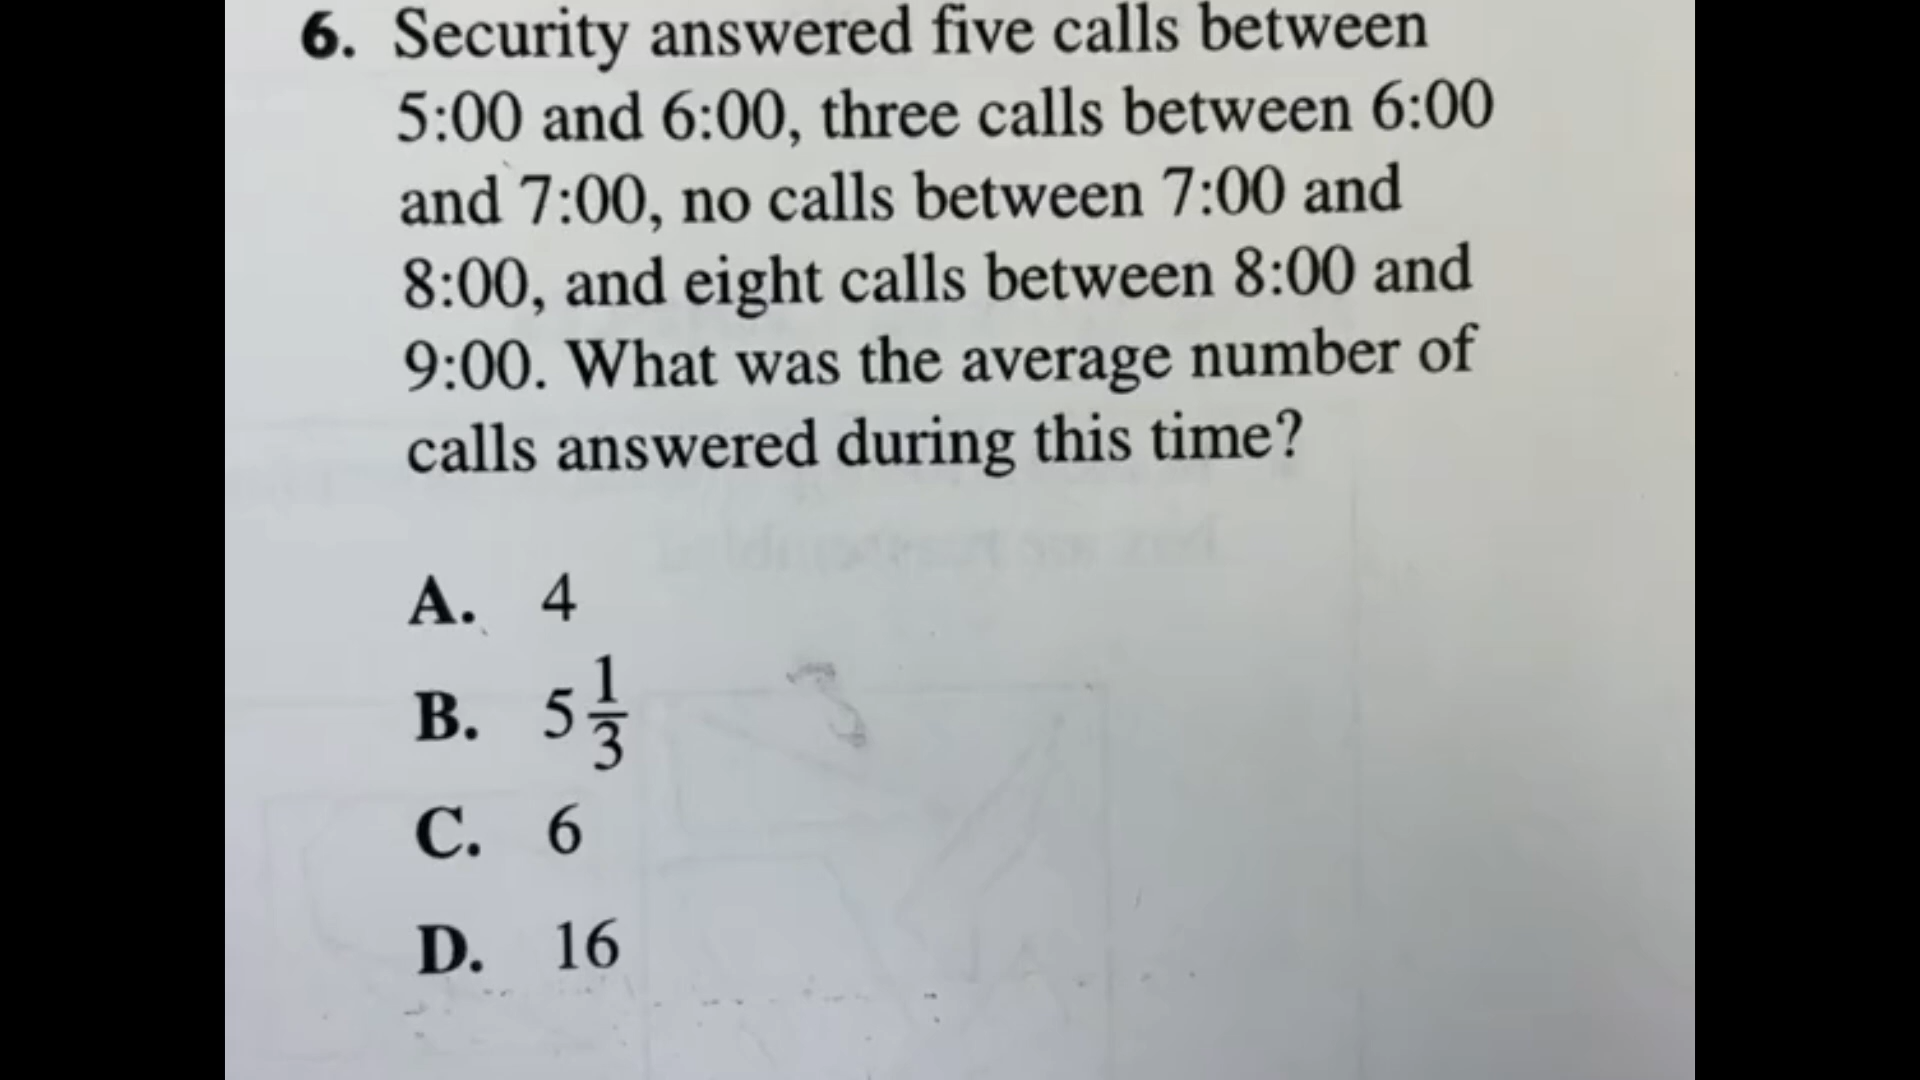 6. Security answered five calls between
5:00 and 6:00, three calls between 6:00
and 7:00, no calls between 7:00 and
8:00, and eight calls between 8:00 and
9:00. What was the average number of
calls answered during this time?
A. 4
B. 5 1/3
C. 6
D. 16